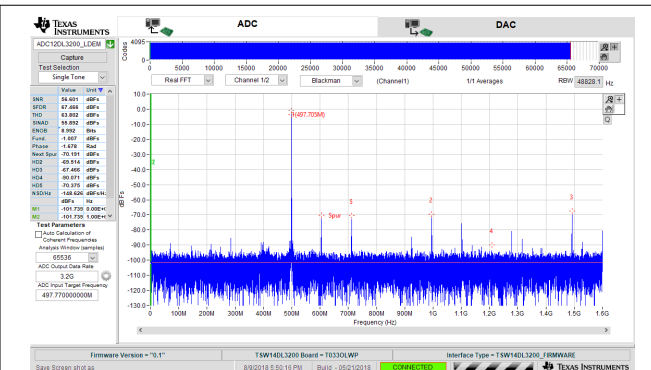 TEXAS INSTRUMENTS
ADC
DAC
ADC12DL3200_LDEM
Capture
Test Selection
Single Tone
Value Unit
SNR 56.601 dBFs
SFDR 67.466 dBFs
THD 63.802 dBFs
SINAD 55.892 dBFs
ENOB 8.992 Bits
Fund. -1.007 dBFs
Phase -1.678 Rad
Next Spur -70.191 dBFs
HD2 -69.514 dBFs
HD3 -67.466 dBFs
HD4 -90.071 dBFs
HD5 -70.375 dBFs
NSD/Hz -148.626 dBFs/H
dBFs Hz
M1 -101.739 0.00E+
M2 -101.739 1.00E+
Test Parameters
Auto Calculation of
Coherent Frequencies
Analysis Window (samples)
65536
ADC Output Data Rate
3.2G
ADC Input Target Frequency
497.770000000M
Codes
4095
0
0 5000 10000 15000 20000 25000 30000 35000 40000 45000 50000 55000 60000 65000 70000
Real FFT Channel 1/2 Blackman (Channel1) 1/1 Averages RBW 48828.1 Hz
dBFs
10.0
0.0
-10.0
-20.0
-30.0
-40.0
-50.0
-60.0
-70.0
-80.0
-90.0
-100.0
-110.0
-120.0
-130.0
1(497.705M)
2
Spur
5
2
4
3
0 100M 200M 300M 400M 500M 600M 700M 800M 900M 1G 1.1G 1.2G 1.3G 1.4G 1.5G 1.6G
Frequency (Hz)
Firmware Version = "0.1" TSW14DL3200 Board = T033OLWP Interface Type = TSW14DL3200_FIRMWARE
Save Screen shot as 8/9/2018 5:50:16 PM Build - 05/21/2018 CONNECTED TEXAS INSTRUMENTS